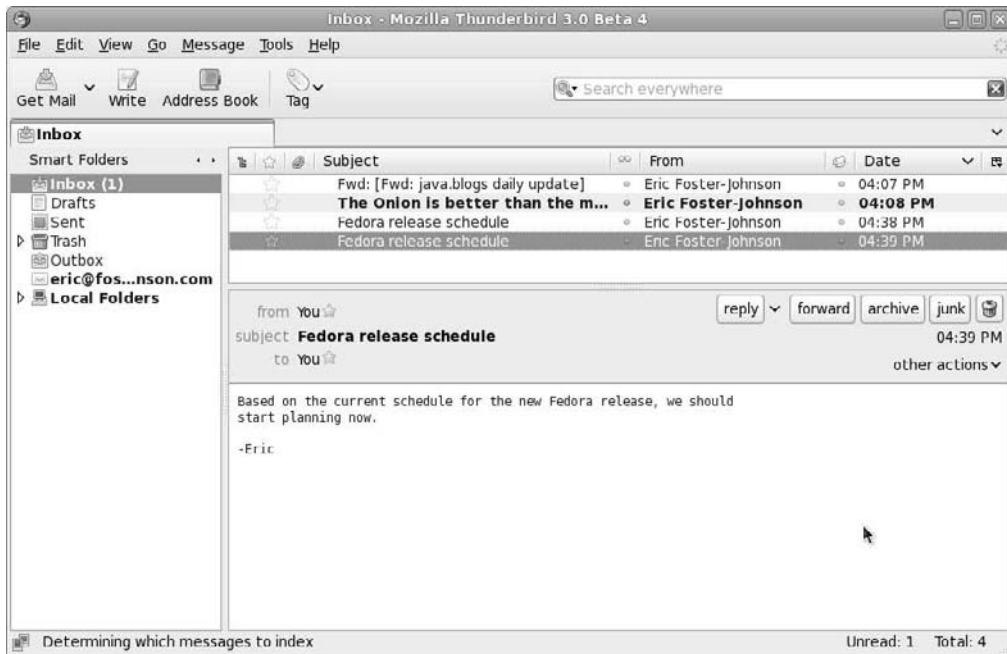 Inbox - Mozilla Thunderbird 3.0 Beta 4
File Edit View Go Message Tools Help
Get Mail Write Address Book Tag
Search everywhere
Inbox
Smart Folders
Inbox (1)
Drafts
Sent
Trash
Outbox
eric@fos...nson.com
Local Folders
Subject From Date
Fwd: [Fwd: java.blogs daily update] Eric Foster-Johnson 04:07 PM
The Onion is better than the m... Eric Foster-Johnson 04:08 PM
Fedora release schedule Eric Foster-Johnson 04:38 PM
Fedora release schedule Eric Foster-Johnson 04:39 PM
from You
reply forward archive junk
subject Fedora release schedule
04:39 PM
to You
other actions
Based on the current schedule for the new Fedora release, we should
start planning now.
-Eric
Determining which messages to index
Unread: 1 Total: 4